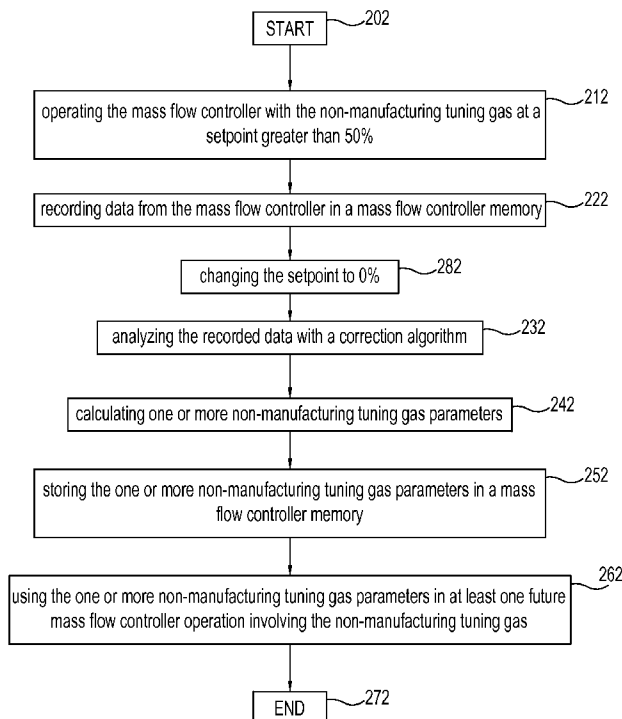 START
202
operating the mass flow controller with the non-manufacturing tuning gas at a
setpoint greater than 50%
212
recording data from the mass flow controller in a mass flow controller memory
222
changing the setpoint to 0%
282
analyzing the recorded data with a correction algorithm
232
calculating one or more non-manufacturing tuning gas parameters
242
storing the one or more non-manufacturing tuning gas parameters in a mass
flow controller memory
252
using the one or more non-manufacturing tuning gas parameters in at least one future
mass flow controller operation involving the non-manufacturing tuning gas
262
END
272